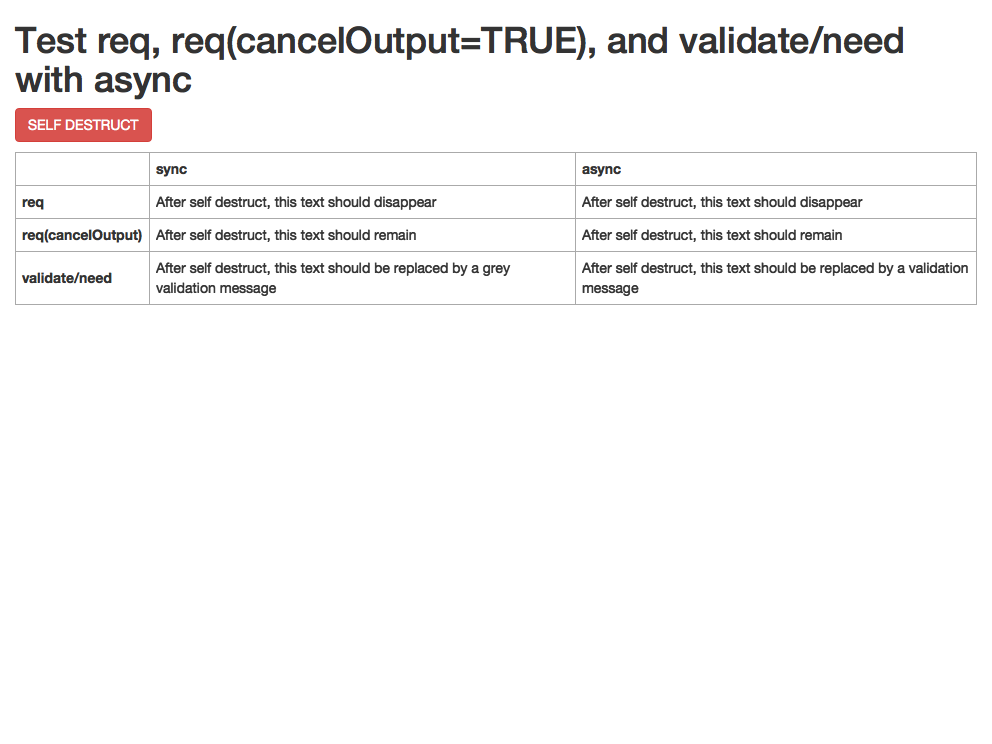 Test req, req(cancelOutput=TRUE), and validate/need
with async
SELF DESTRUCT
sync async
req After self destruct, this text should disappear After self destruct, this text should disappear
req(cancelOutput) After self destruct, this text should remain After self destruct, this text should remain
validate/need After self destruct, this text should be replaced by a grey
validation message
After self destruct, this text should be replaced by a validation
message